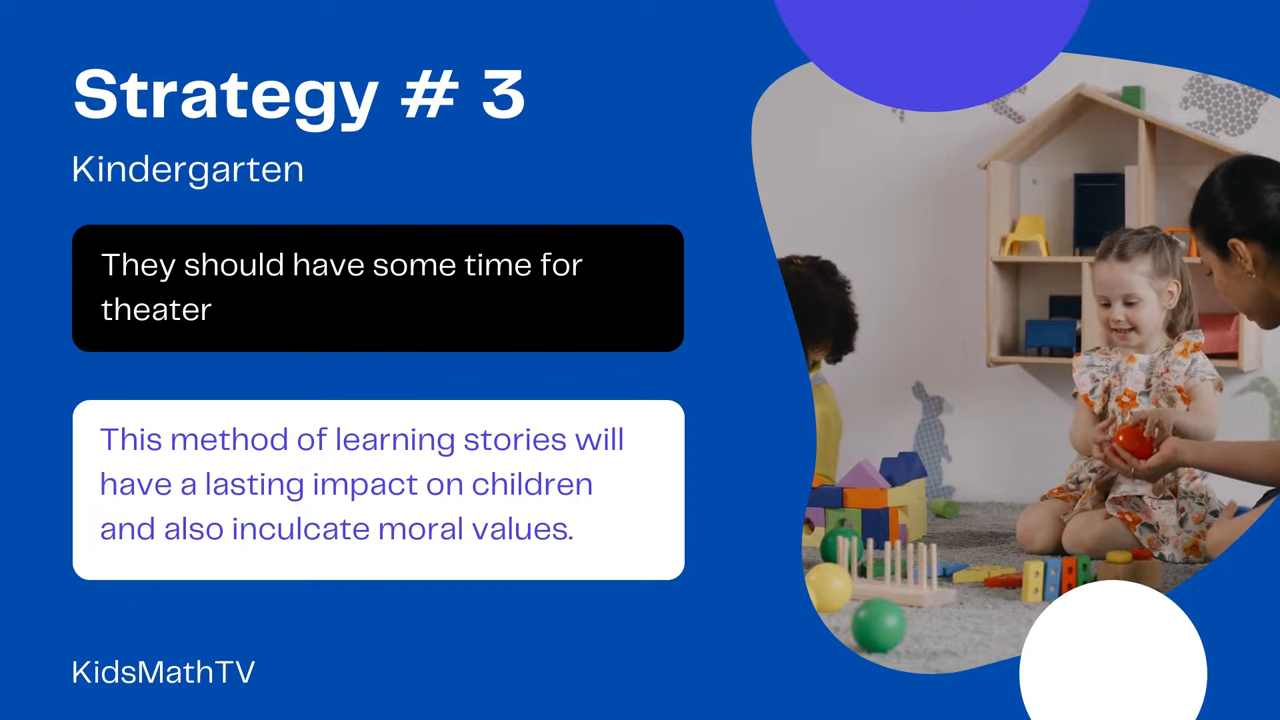 Strategy # 3
Kindergarten
They should have some time for
theater
This method of learning stories will
have a lasting impact on children
and also inculcate moral values.
KidsMathTV